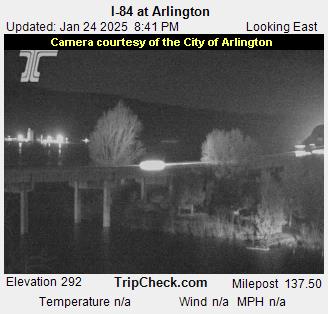 I-84 at Arlington
Updated: Jan 24 2025 8:41 PM Looking East
Camera courtesy of the City of Arlington
Elevation 292 TripCheck.com Milepost 137.50
Temperature n/a Wind n/a MPH n/a